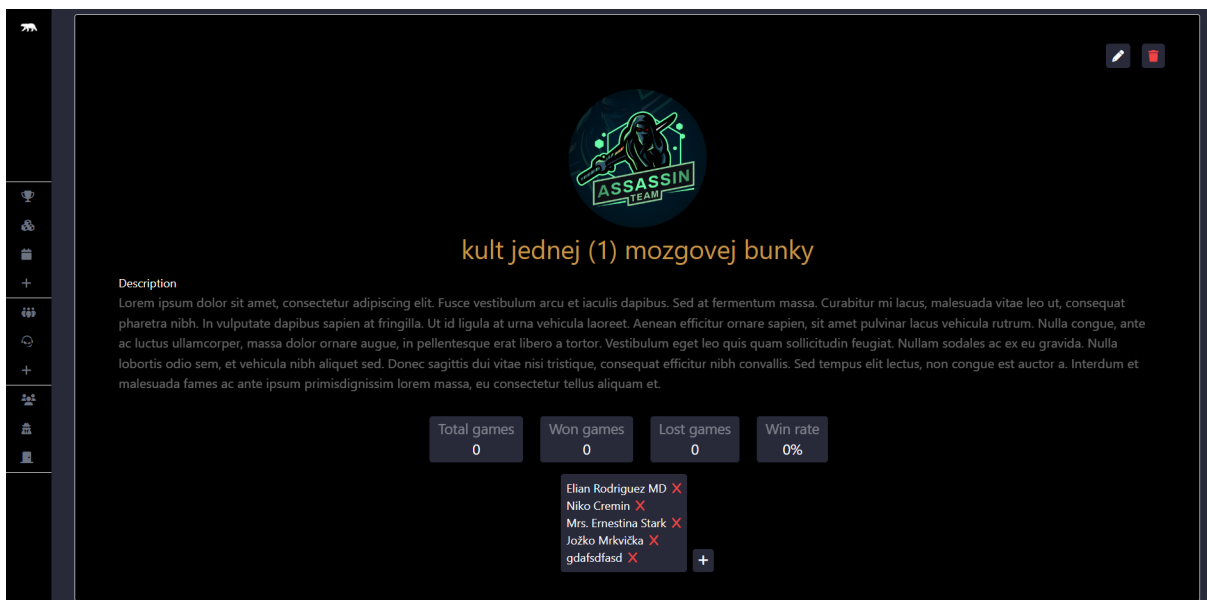 ASSASSIN
TEAM
kult jednej (1) mozgovej bunky
Description
Lorem ipsum dolor sit amet, consectetur adipiscing elit. Fusce vestibulum arcu et iaculis dapibus. Sed at fermentum massa. Curabitur mi lacus, malesuada vitae leo ut, consequat
pharetra nibh. In vulputate dapibus sapien at fringilla. Ut id ligula at urna vehicula laoreet. Aenean efficitur ornare sapien, sit amet pulvinar lacus vehicula rutrum. Nulla congue, ante
ac luctus ullamcorper, massa dolor ornare augue, in pellentesque erat libero a tortor. Vestibulum eget leo quis quam sollicitudin feugiat. Nullam sodales ac ex eu gravida. Nulla
lobortis odio sem, et vehicula nibh aliquet sed. Donec sagittis dui vitae nisi tristique, consequat efficitur nibh convallis. Sed tempus elit lectus, non congue est auctor a. Interdum et
malesuada fames ac ante ipsum primisdignissim lorem massa, eu consectetur tellus aliquam et.
Total games Won games Lost games Win rate
0 0 0 0%
Elian Rodriguez MD X
Niko Cremin X
Mrs. Ernestina Stark X
Jožko Mrkvička X
gdafsdfasd X +